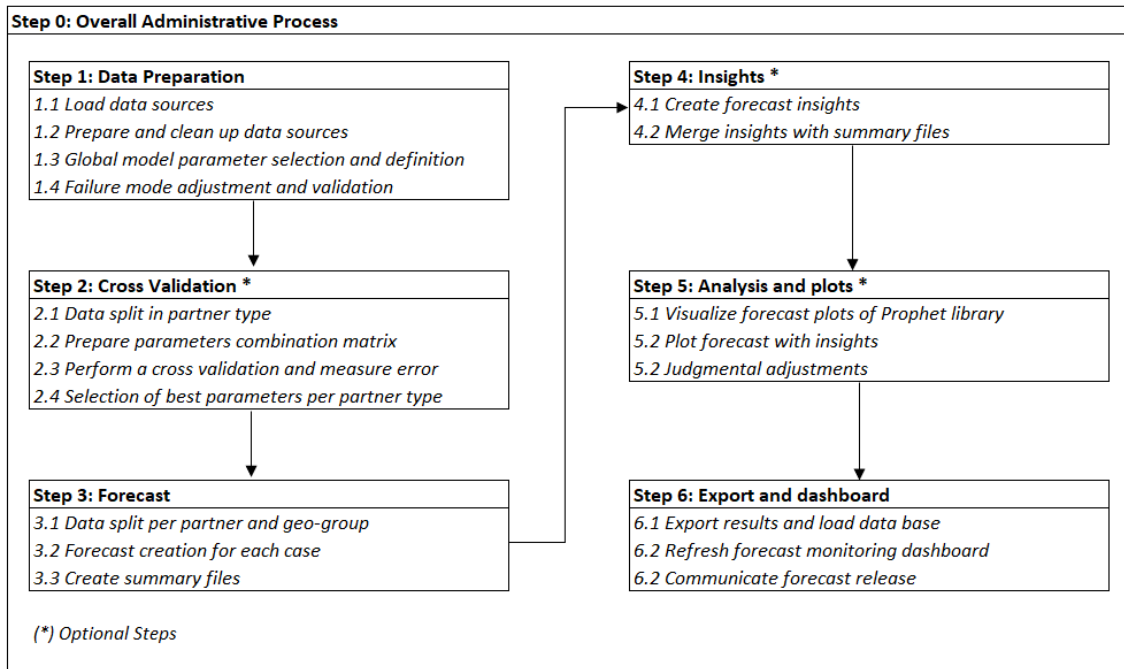 Step 0: Overall Administrative Process
Step 1: Data Preparation
1.1 Load data sources
1.2 Prepare and clean up data sources
1.3 Global model parameter selection and definition
1.4 Failure mode adjustment and validation
Step 2: Cross Validation *
2.1 Data split in partner type
2.2 Prepare parameters combination matrix
2.3 Perform a cross validation and measure error
2.4 Selection of best parameters per partner type
Step 3: Forecast
3.1 Data split per partner and geo-group
3.2 Forecast creation for each case
3.3 Create summary files
Step 4: Insights *
4.1 Create forecast insights
4.2 Merge insights with summary files
Step 5: Analysis and plots *
5.1 Visualize forecast plots of Prophet library
5.2 Plot forecast with insights
5.2 Judgmental adjustments
Step 6: Export and dashboard
6.1 Export results and load data base
6.2 Refresh forecast monitoring dashboard
6.2 Communicate forecast release
(*) Optional Steps